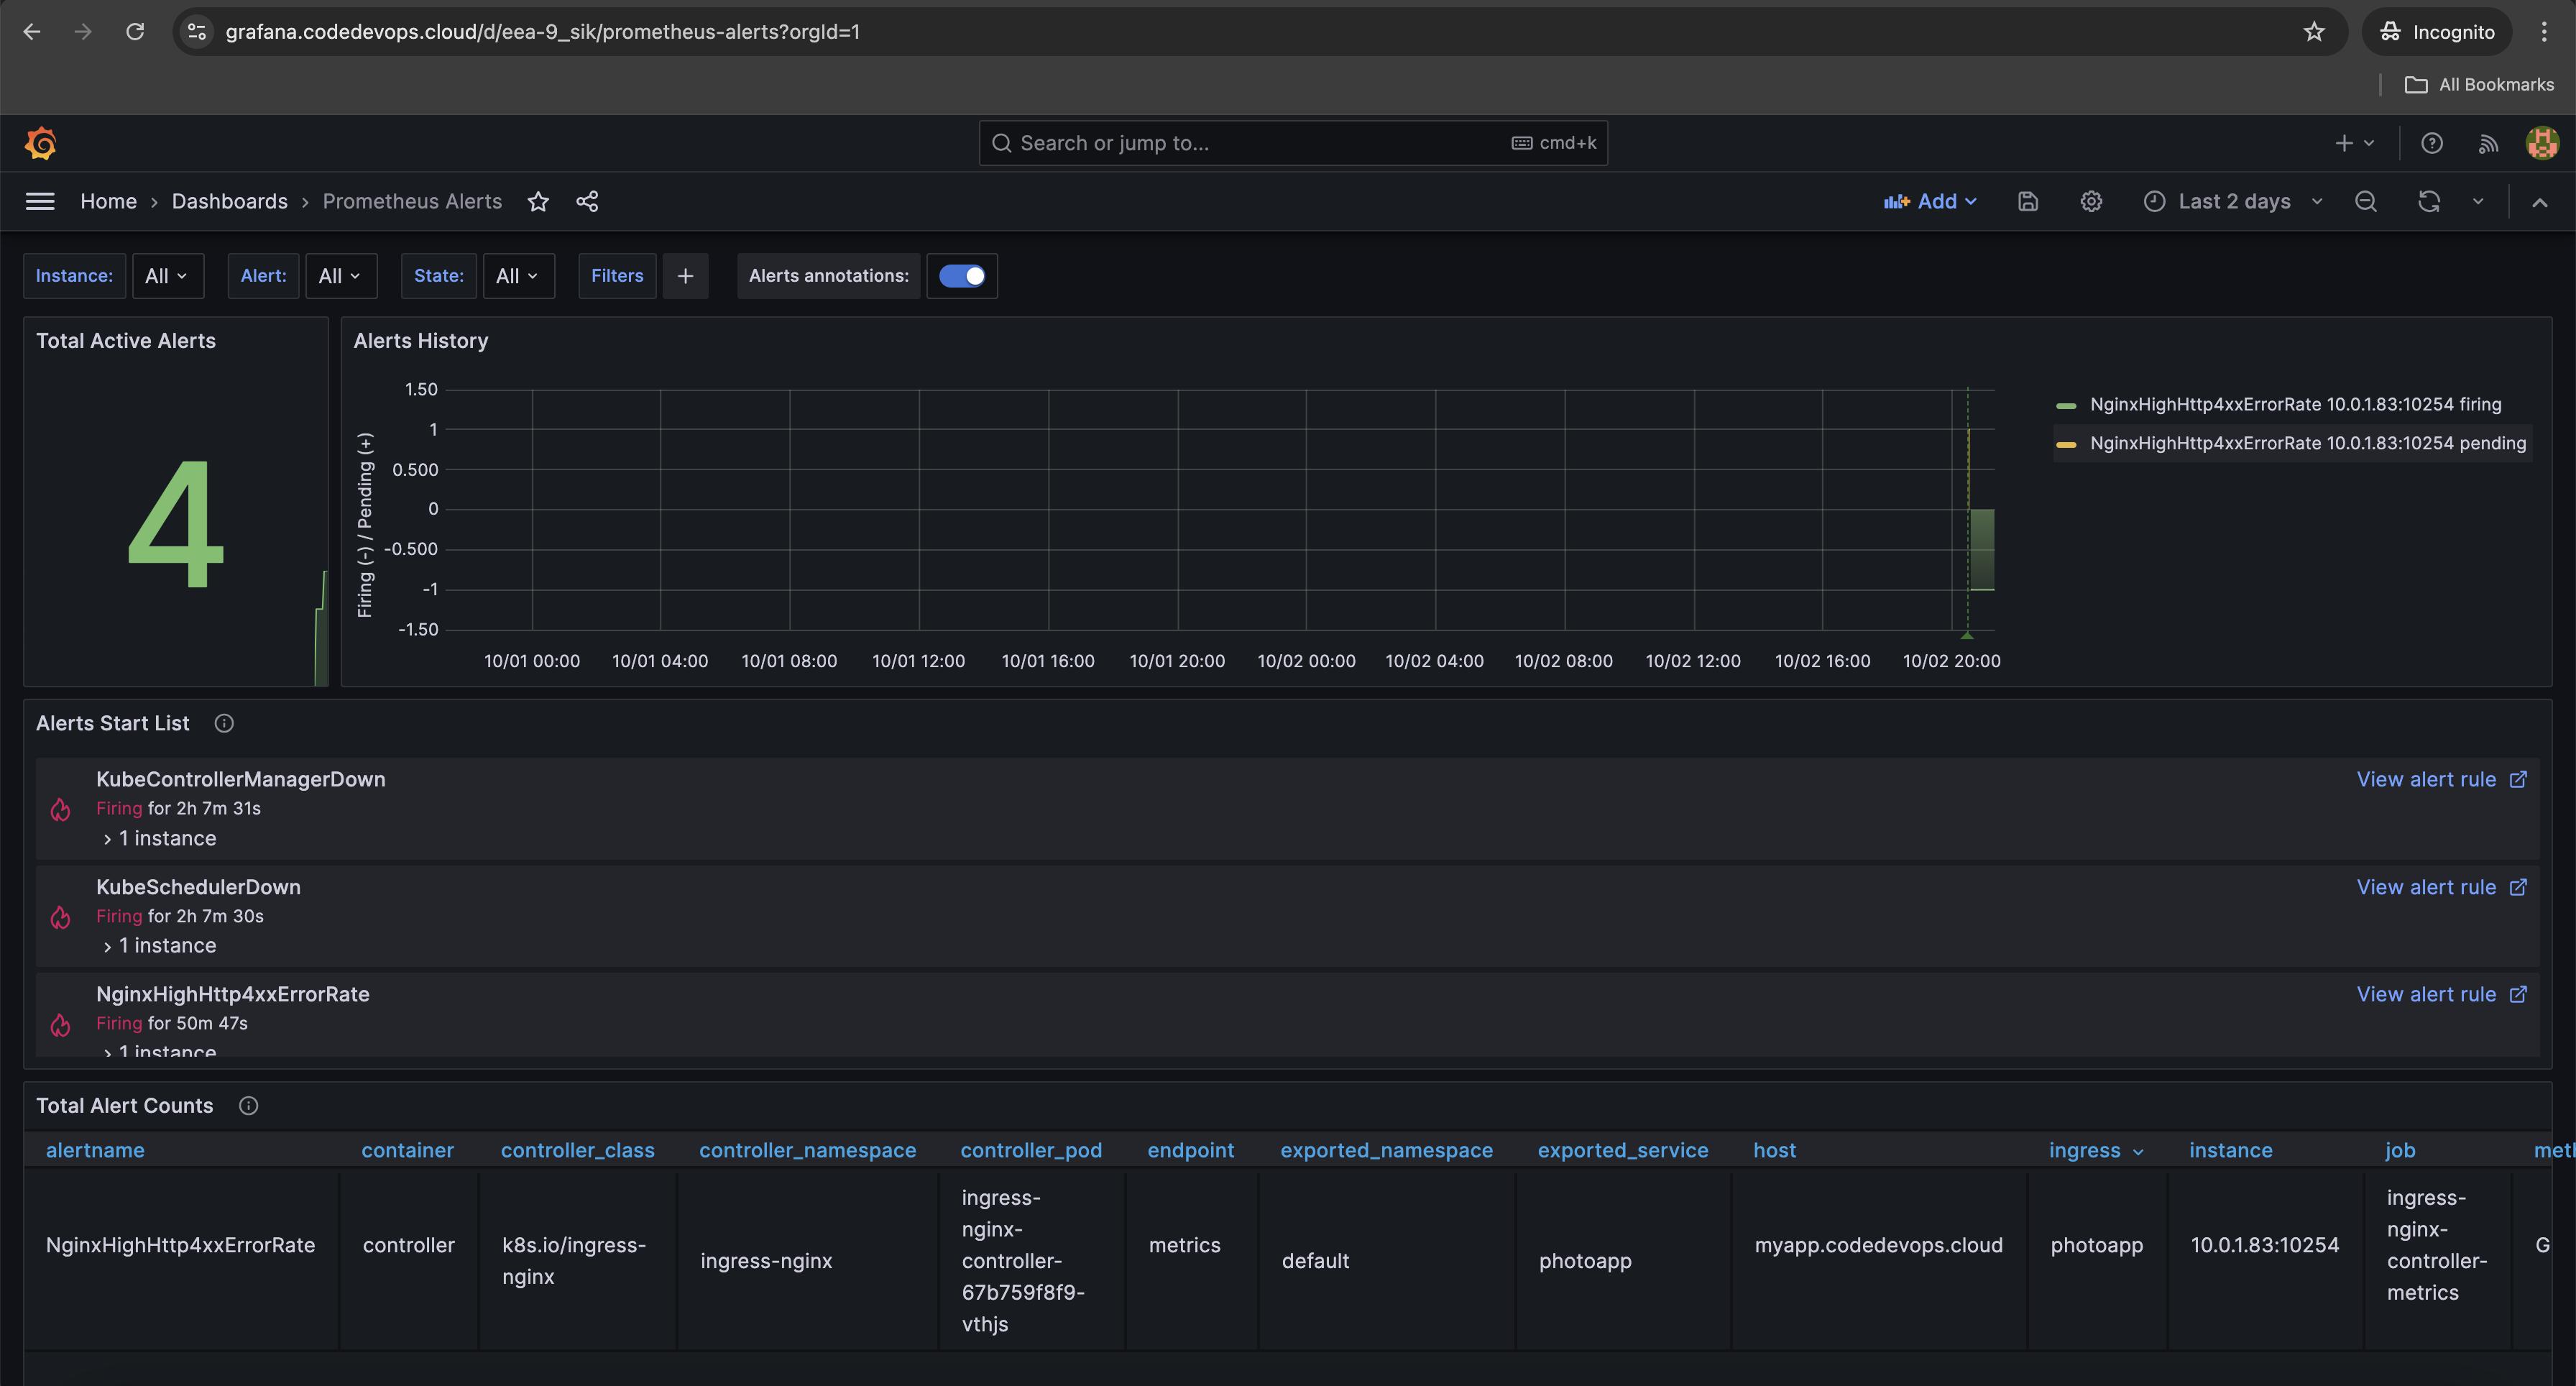 grafana.codedevops.cloud/d/eea-9_sik/prometheus-alerts?orgId=1
Incognito
All Bookmarks
Search or jump to...
cmd+k
Home › Dashboards › Prometheus Alerts
Add
Last 2 days
Instance: All
Alert: All
State: All
Filters +
Alerts annotations:
Total Active Alerts
4
Alerts History
Firing (-) / Pending (+)
1.50
1
0.500
0
-0.500
-1
-1.50
10/01 00:00 10/01 04:00 10/01 08:00 10/01 12:00 10/01 16:00 10/01 20:00 10/02 00:00 10/02 04:00 10/02 08:00 10/02 12:00 10/02 16:00 10/02 20:00
NginxHighHttp4xxErrorRate 10.0.1.83:10254 firing
NginxHighHttp4xxErrorRate 10.0.1.83:10254 pending
Alerts Start List
KubeControllerManagerDown
View alert rule
Firing for 2h 7m 31s
1 instance
KubeSchedulerDown
View alert rule
Firing for 2h 7m 30s
1 instance
NginxHighHttp4xxErrorRate
View alert rule
Firing for 50m 47s
1 instance
Total Alert Counts
alertname container controller_class controller_namespace controller_pod endpoint exported_namespace exported_service host ingress instance job
NginxHighHttp4xxErrorRate
controller
k8s.io/ingress-
nginx
ingress-nginx
ingress-
nginx-
controller-
67b759f8f9-
vthjs
metrics
default
photoapp
myapp.codedevops.cloud
photoapp
10.0.1.83:10254
ingress-
nginx-
controller-
metrics
G